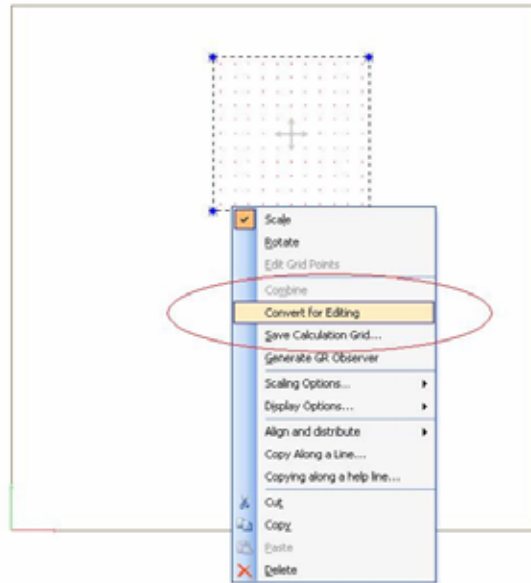 Scale
Rotate
Edit Grid Points
Combine
Convert for Editing
Save Calculation Grid...
Generate GR Observer
Scaling Options...
Display Options...
Align and distribute
Copy Along a Line...
Copying along a help line...
Cut
Copy
Paste
Delete